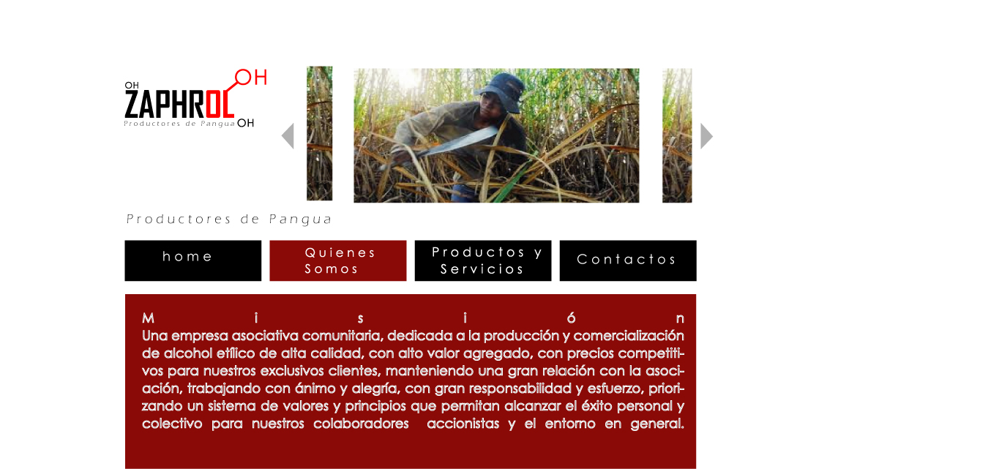 OH
OH
ZAPHROL
Productores de Pangua
OH
Productores de Pangua
home
Quienes
Somos
Productos y
Servicios
Contactos
Misión
Una empresa asociativa comunitaria, dedicada a la producción y comercialización
de alcohol etílico de alta calidad, con alto valor agregado, con precios competiti-
vos para nuestros exclusivos clientes, manteniendo una gran relación con la asoci-
ación, trabajando con ánimo y alegría, con gran responsabilidad y esfuerzo, priori-
zando un sistema de valores y principios que permitan alcanzar el éxito personal y
colectivo para nuestros colaboradores accionistas y el entorno en general.